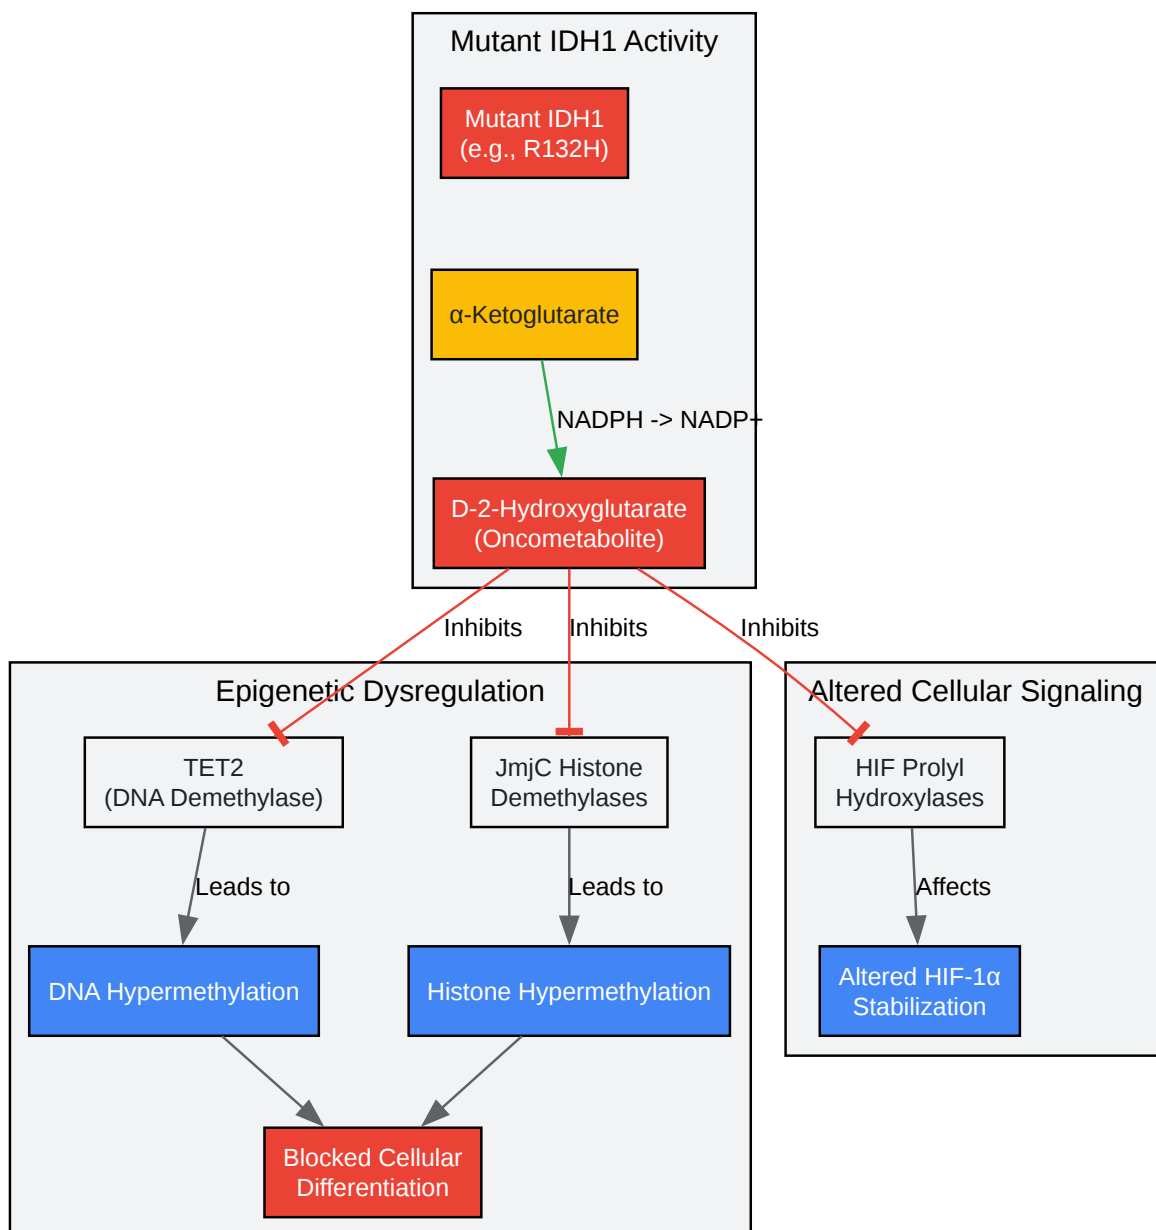 Mutant IDH1 Activity
Mutant IDH1
(e.g., R132H)
α-Ketoglutarate
NADPH -> NADP+
D-2-Hydroxyglutarate
(Oncometabolite)
Inhibits
Inhibits
Inhibits
Epigenetic Dysregulation
Altered Cellular Signaling
TET2
(DNA Demethylase)
JmjC Histone
Demethylases
HIF Prolyl
Hydroxylases
Leads to
Leads to
Affects
DNA Hypermethylation
Histone Hypermethylation
Altered HIF-1α
Stabilization
Blocked Cellular
Differentiation